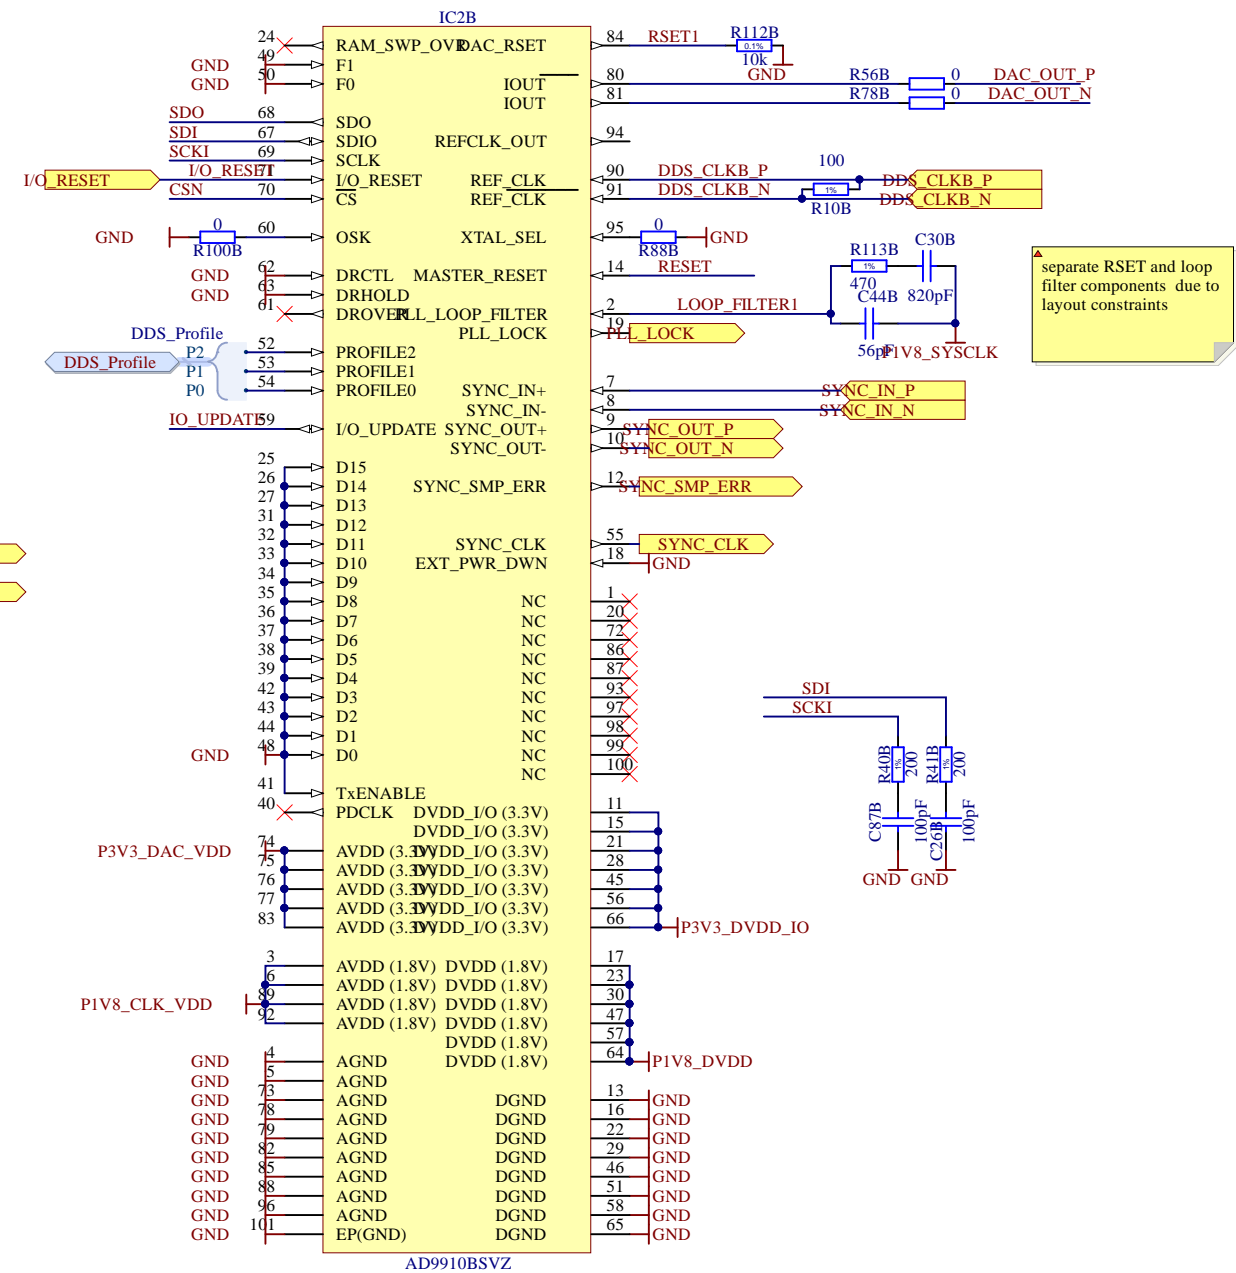 IC2B
24 RAM_SWP_OVR DAC_RSET 84 RSET1 R112B 0.1% 10k GND
GND 49 F1
GND 50 F0 IOUT 80 R56B 0 DAC_OUT_P
IOUT 81 R78B 0 DAC_OUT_N
SDO 68 SDO
SDI 67 SDIO REFCLK_OUT 94
SCKI 69 SCLK
I/O_RESET I/O_RESET 71 I/O_RESET REF_CLK 90 DDS_CLKB_P 100 DDS_CLKB_P
CSN 70 CS REF_CLK 91 DDS_CLKB_N 1% R10B DDS_CLKB_N
GND 0 R100B 60 OSK XTAL_SEL 95 0 R88B GND
GND 62 DRCTL MASTER_RESET 14 RESET
GND 63 DRHOLD
61 DROVER PLL_LOOP_FILTER 2 LOOP_FILTER1
R113B 1% 470 C30B 820pF
C44B 56pF P1V8_SYSCLK
PLL_LOCK 19 PLL_LOCK
separate RSET and loop
filter components due to
layout constraints
DDS_Profile
DDS_Profile
P2 52 PROFILE2
P1 53 PROFILE1
P0 54 PROFILE0 SYNC_IN+ 7 SYNC_IN_P
SYNC_IN- 8 SYNC_IN_N
IO_UPDATE 59 I/O_UPDATE SYNC_OUT+ 9 SYNC_OUT_P
SYNC_OUT- 10 SYNC_OUT_N
25 D15
26 D14 SYNC_SMP_ERR 12 SYNC_SMP_ERR
27 D13
31 D12
32 D11 SYNC_CLK 55 SYNC_CLK
33 D10 EXT_PWR_DWN 18 GND
34 D9
35 D8 NC 1
36 D7 NC 20
37 D6 NC 72
38 D5 NC 86
39 D4 NC 87
42 D3 NC 93
43 D2 NC 97
44 D1 NC 98
GND 48 D0 NC 99
NC 100
41 TxENABLE
40 PDCLK DVDD_I/O (3.3V) 11
DVDD_I/O (3.3V) 15
P3V3_DAC_VDD 74 AVDD (3.3V) DVDD_I/O (3.3V) 21
75 AVDD (3.3V) DVDD_I/O (3.3V) 28
76 AVDD (3.3V) DVDD_I/O (3.3V) 45
77 AVDD (3.3V) DVDD_I/O (3.3V) 56
83 AVDD (3.3V) DVDD_I/O (3.3V) 66 P3V3_DVDD_IO
SDI
SCKI
R40B 1% 200 R41B 1% 200
C87B 100pF C26B 100pF
GND GND
3 AVDD (1.8V) DVDD (1.8V) 17
6 AVDD (1.8V) DVDD (1.8V) 23
P1V8_CLK_VDD 89 AVDD (1.8V) DVDD (1.8V) 30
92 AVDD (1.8V) DVDD (1.8V) 47
DVDD (1.8V) 57
GND 4 AGND DVDD (1.8V) 64 P1V8_DVDD
GND 5 AGND
GND 73 AGND DGND 13 GND
GND 78 AGND DGND 16 GND
GND 79 AGND DGND 22 GND
GND 82 AGND DGND 29 GND
GND 85 AGND DGND 46 GND
GND 88 AGND DGND 51 GND
GND 96 AGND DGND 58 GND
GND 101 EP(GND) DGND 65 GND
AD9910BSVZ